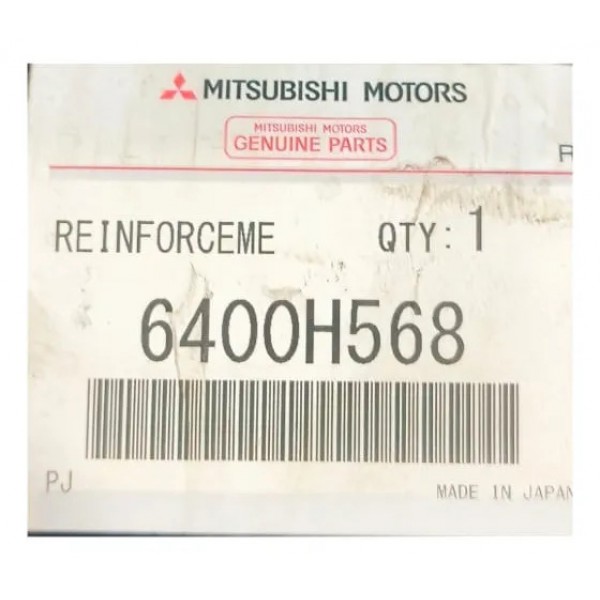 MITSUBISHI MOTORS
MITSUBISHI MOTORS
GENUINE PARTS
R
REINFORCEME QTY: 1
6400H568
PJ
MADE IN JAPAN